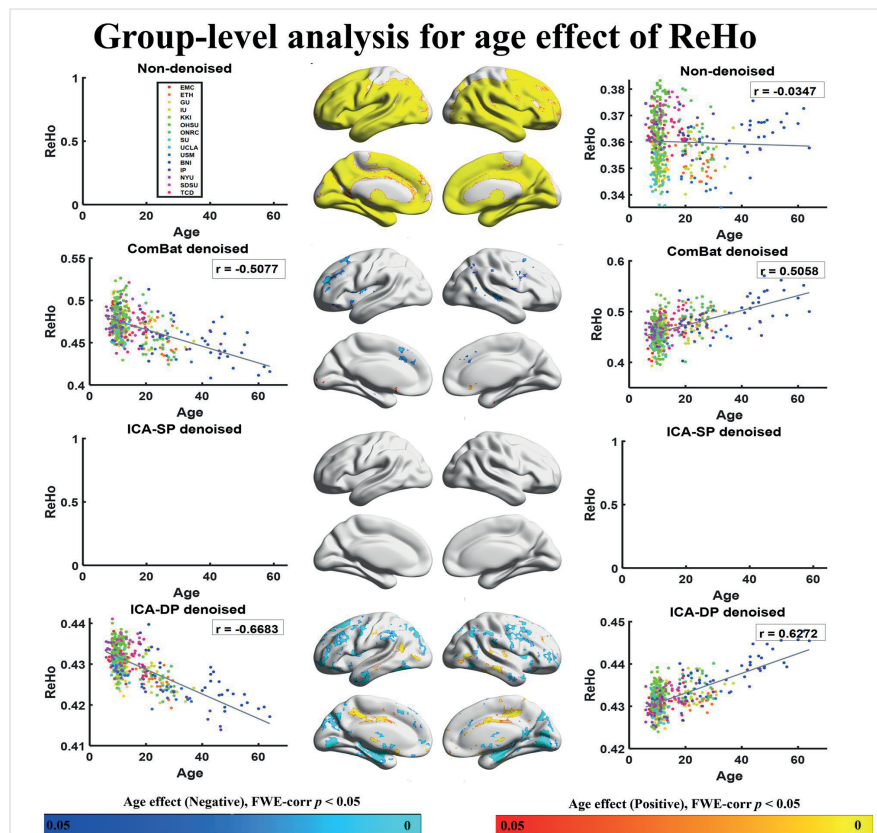 Group-level analysis for age effect of ReHo
Non-denoised
ReHo
1
0.5
0
EMC
ETH
GU
IU
KKI
OHSU
ONRC
SU
UCLA
USM
BNI
IP
NYU
SDSU
TCD
0 20 40 60
Age
Non-denoised
r = -0.0347
ReHo
0.38
0.37
0.36
0.35
0.34
0 20 40 60
Age
ComBat denoised
r = -0.5077
ReHo
0.55
0.5
0.45
0.4
0 20 40 60
Age
ComBat denoised
r = 0.5058
ReHo
0.6
0.5
0.4
0 20 40 60
Age
ICA-SP denoised
ReHo
1
0.5
0
0 20 40 60
Age
ICA-SP denoised
ReHo
1
0.5
0
0 20 40 60
Age
ICA-DP denoised
r = -0.6683
ReHo
0.44
0.43
0.42
0.41
0 20 40 60
Age
ICA-DP denoised
r = 0.6272
ReHo
0.45
0.44
0.43
0.42
0 20 40 60
Age
Age effect (Negative), FWE-corr p < 0.05
0.05 0
Age effect (Positive), FWE-corr p < 0.05
0.05 0